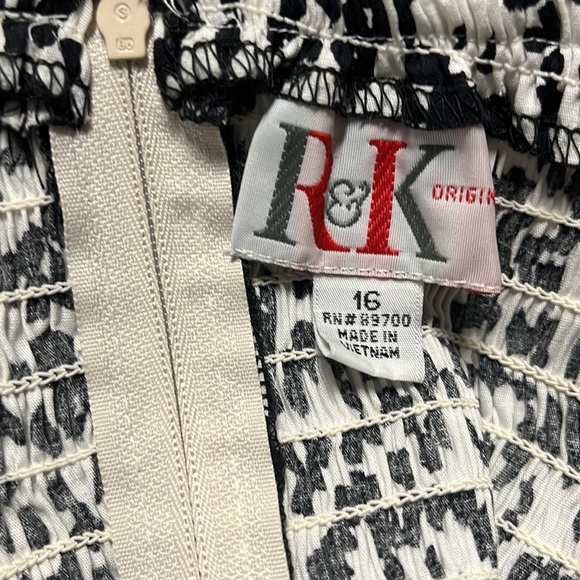 R&K
ORIGIN
16
RN# 89700
MADE IN
VIETNAM